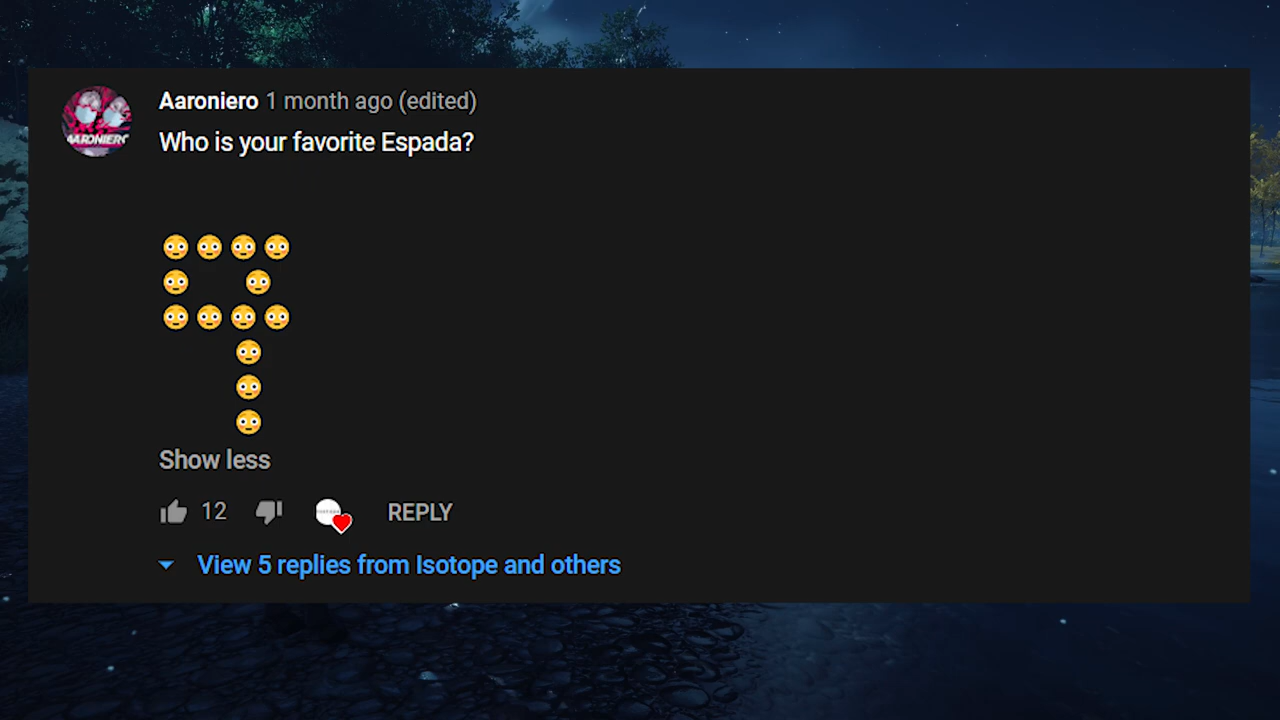 Aaroniero 1 month ago (edited)
Who is your favorite Espada?
😳😳😳😳
😳 😳
😳😳😳😳
😳
😳
😳
Show less
12 REPLY
View 5 replies from Isotope and others